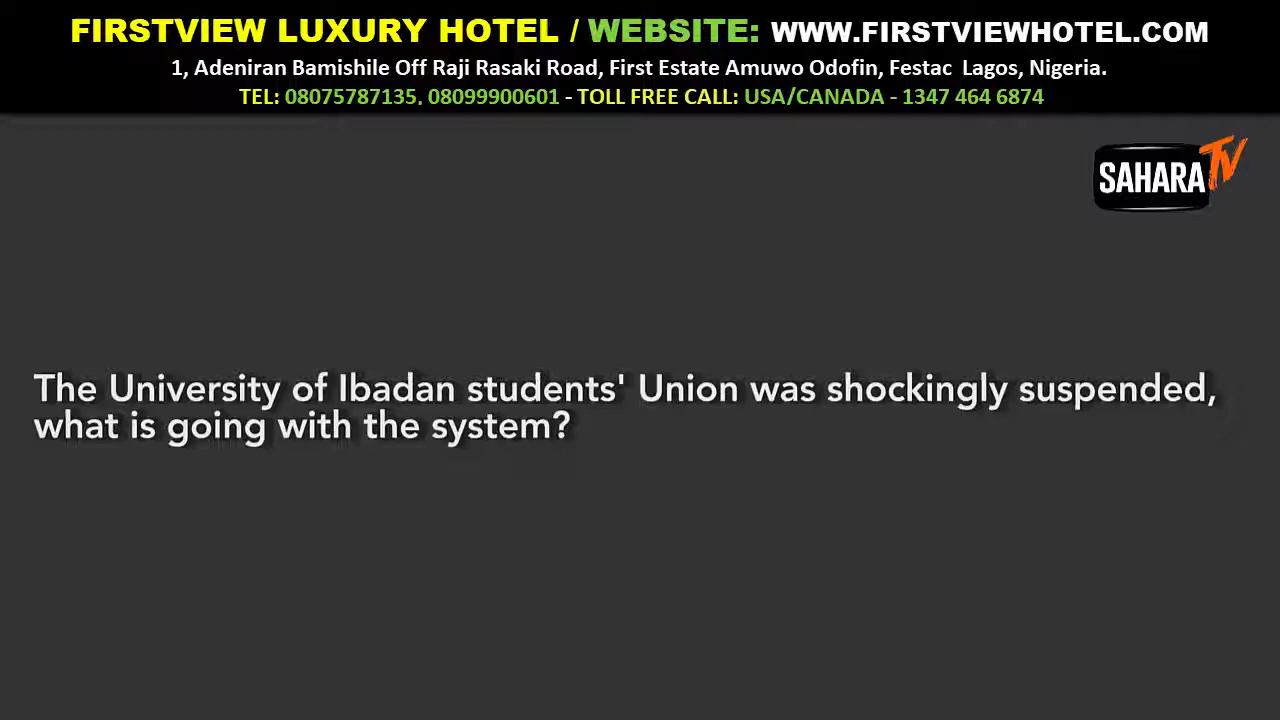 FIRSTVIEW LUXURY HOTEL / WEBSITE: WWW.FIRSTVIEWHOTEL.COM
1, Adeniran Bamishile Off Raji Rasaki Road, First Estate Amuwo Odofin, Festac Lagos, Nigeria.
TEL: 08075787135. 08099900601 - TOLL FREE CALL: USA/CANADA - 1347 464 6874
SAHARA TV
The University of Ibadan students' Union was shockingly suspended,
what is going with the system?